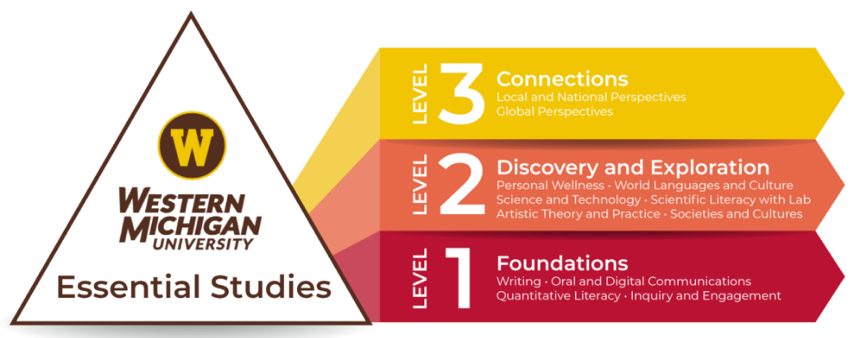 W
WESTERN
MICHIGAN
UNIVERSITY
Essential Studies
LEVEL 3
Connections
Local and National Perspectives
Global Perspectives
LEVEL 2
Discovery and Exploration
Personal Wellness • World Languages and Culture
Science and Technology • Scientific Literacy with Lab
Artistic Theory and Practice • Societies and Cultures
LEVEL 1
Foundations
Writing • Oral and Digital Communications
Quantitative Literacy • Inquiry and Engagement